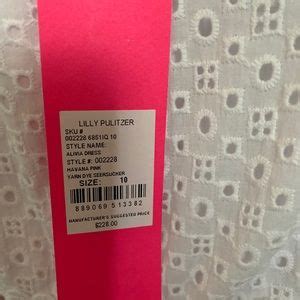 LILLY PULITZER
SKU #
002228 6851IQ 10
STYLE NAME:
ALIVIA DRESS
STYLE #: 002228
HAVANA PINK
YARN DYE SEERSUCKER
SIZE: 10
889069 513382
MANUFACTURER'S SUGGESTED PRICE
$228.00